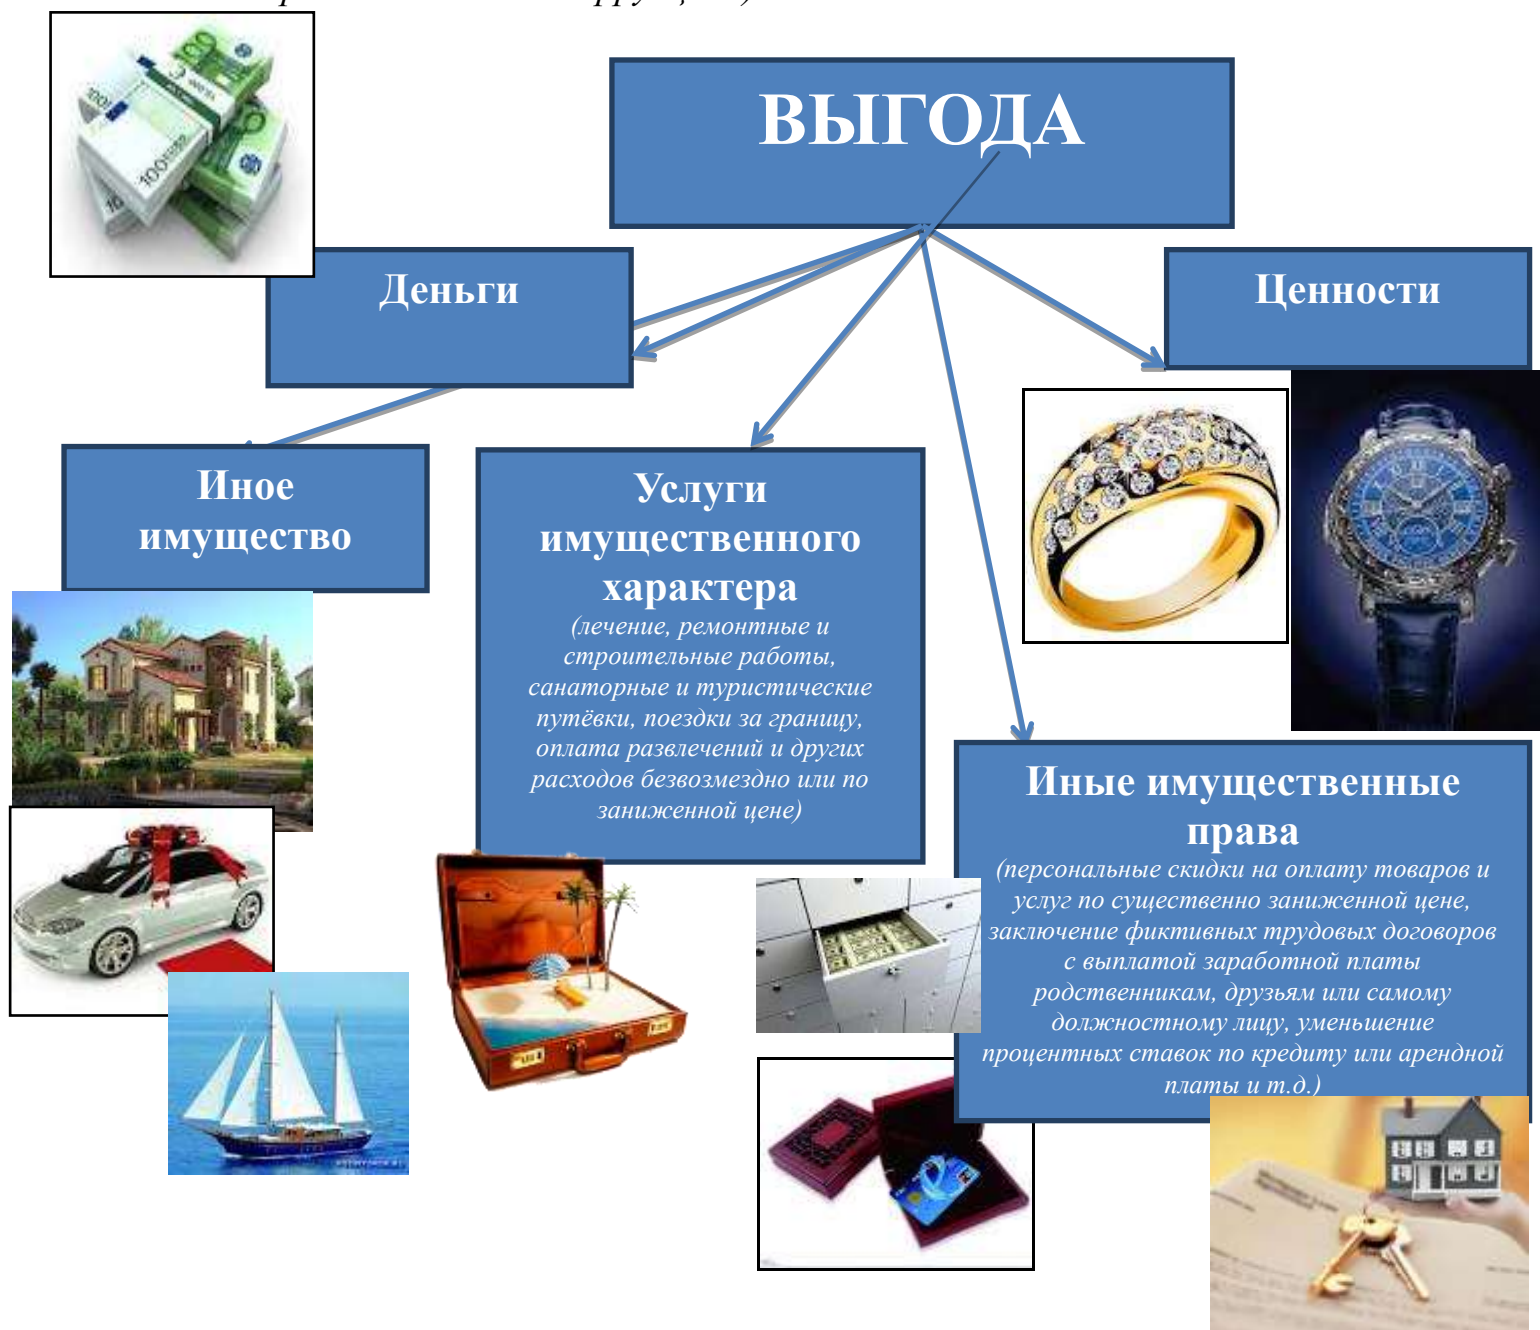 ВЫГОДА
Деньги
Ценности
Иное
имущество
Услуги
имущественного
характера
(лечение, ремонтные и
строительные работы,
санаторные и туристические
путёвки, поездки за границу,
оплата развлечений и других
расходов безвозмездно или по
заниженной цене)
Иные имущественные
права
(персональные скидки на оплату товаров и
услуг по существенно заниженной цене,
заключение фиктивных трудовых договоров
с выплатой заработной платы
родственникам, друзьям или самому
должностному лицу, уменьшение
процентных ставок по кредиту или арендной
платы и т.д.)
100
100
100